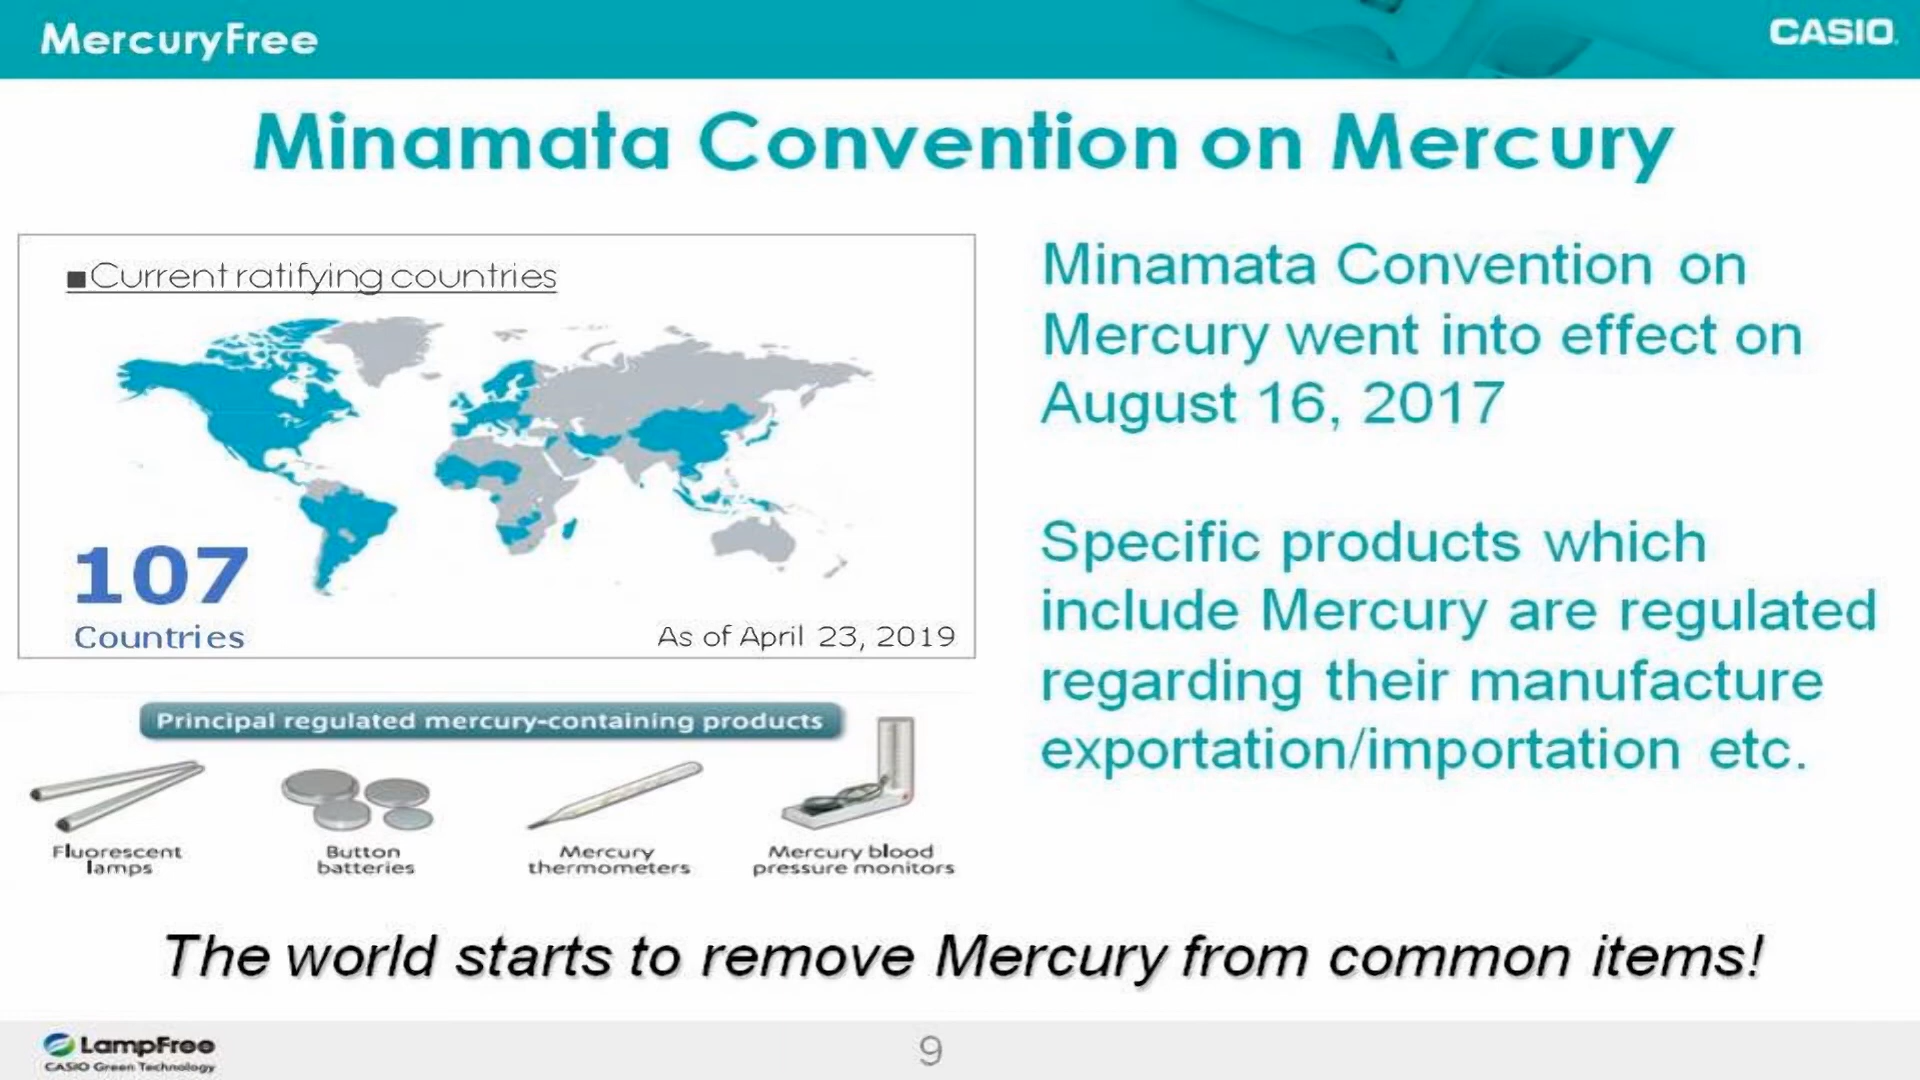 MercuryFree
CASIO
Minamata Convention on Mercury
■Current ratifying countries
107
Countries
As of April 23, 2019
Minamata Convention on
Mercury went into effect on
August 16, 2017
Specific products which
include Mercury are regulated
regarding their manufacture
exportation/importation etc.
Principal regulated mercury-containing products
Fluorescent
lamps
Button
batteries
Mercury
thermometers
Mercury blood
pressure monitors
The world starts to remove Mercury from common items!
LampFree
CASIO Green Technology
9